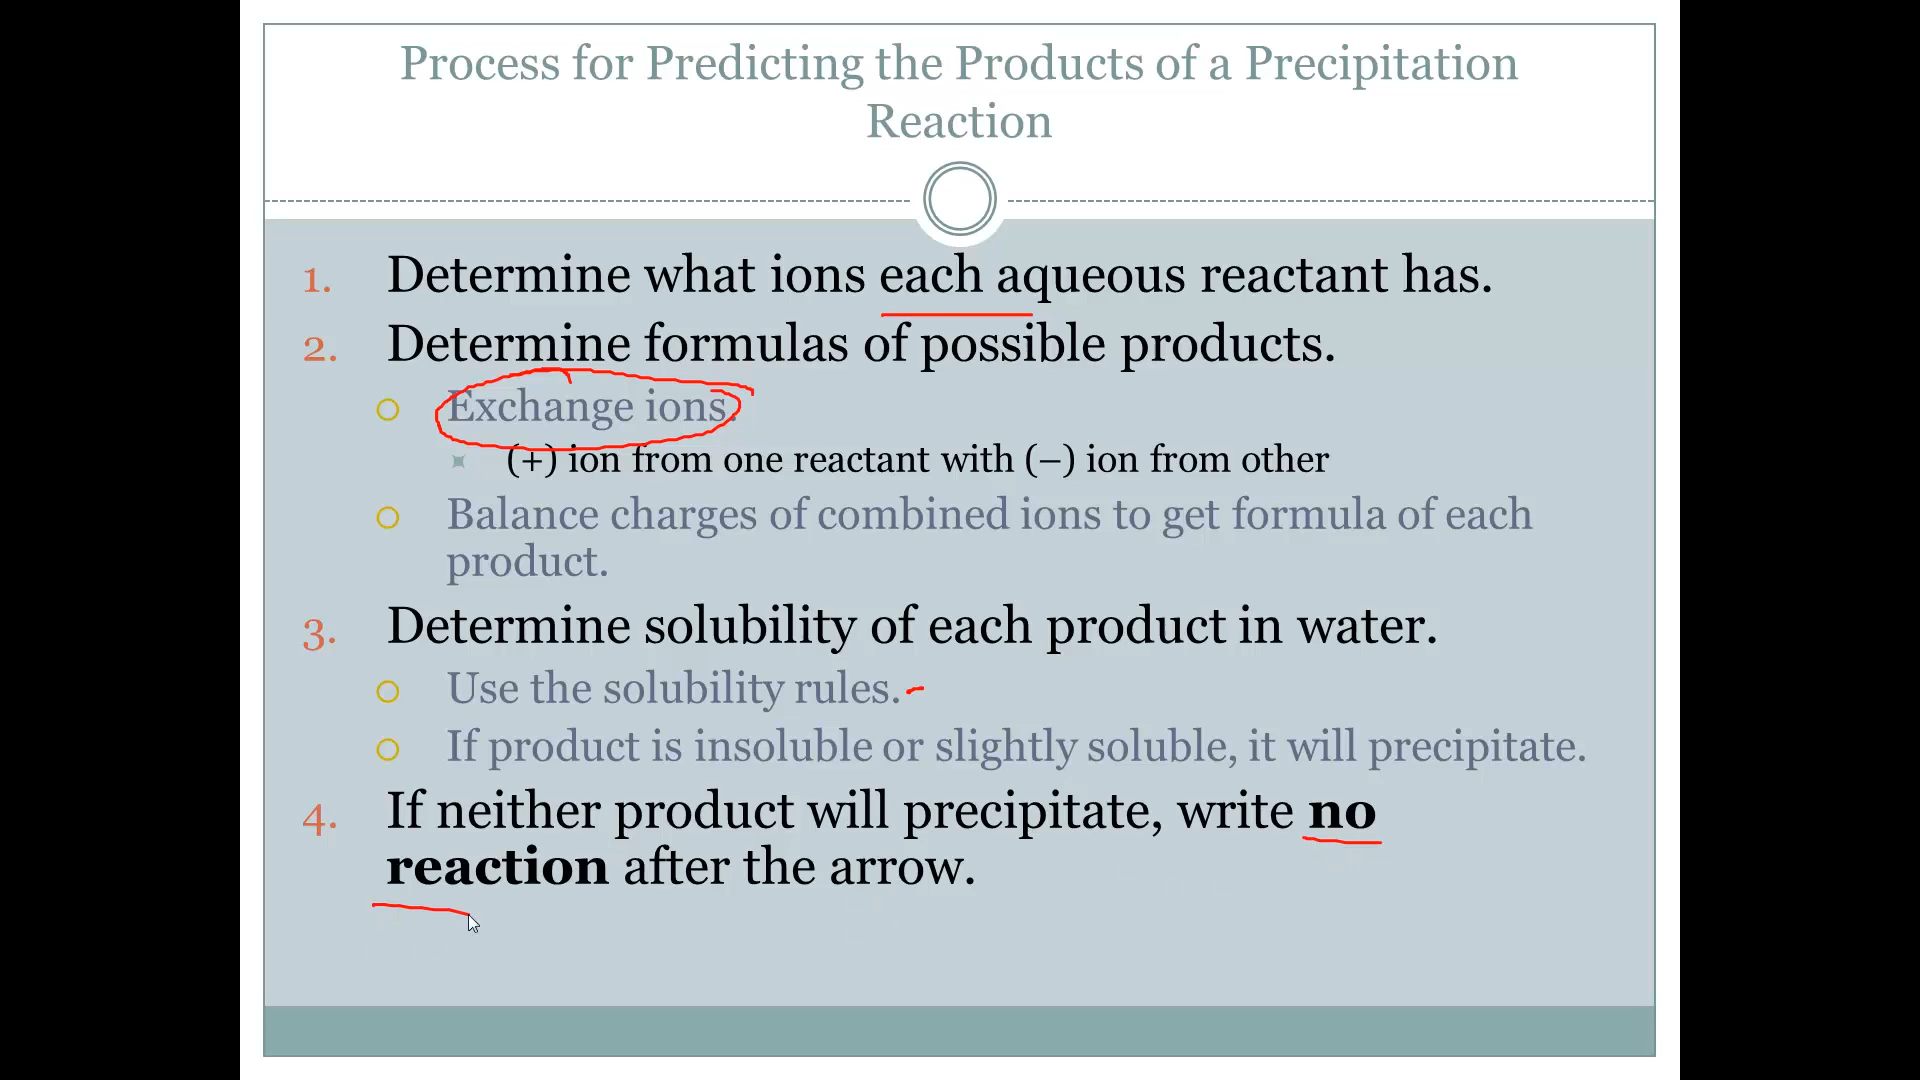 Process for Predicting the Products of a Precipitation
Reaction
1. Determine what ions each aqueous reactant has.
2. Determine formulas of possible products.
Exchange ions.
(+) ion from one reactant with (–) ion from other
Balance charges of combined ions to get formula of each
product.
3. Determine solubility of each product in water.
Use the solubility rules.
If product is insoluble or slightly soluble, it will precipitate.
4. If neither product will precipitate, write no
reaction after the arrow.